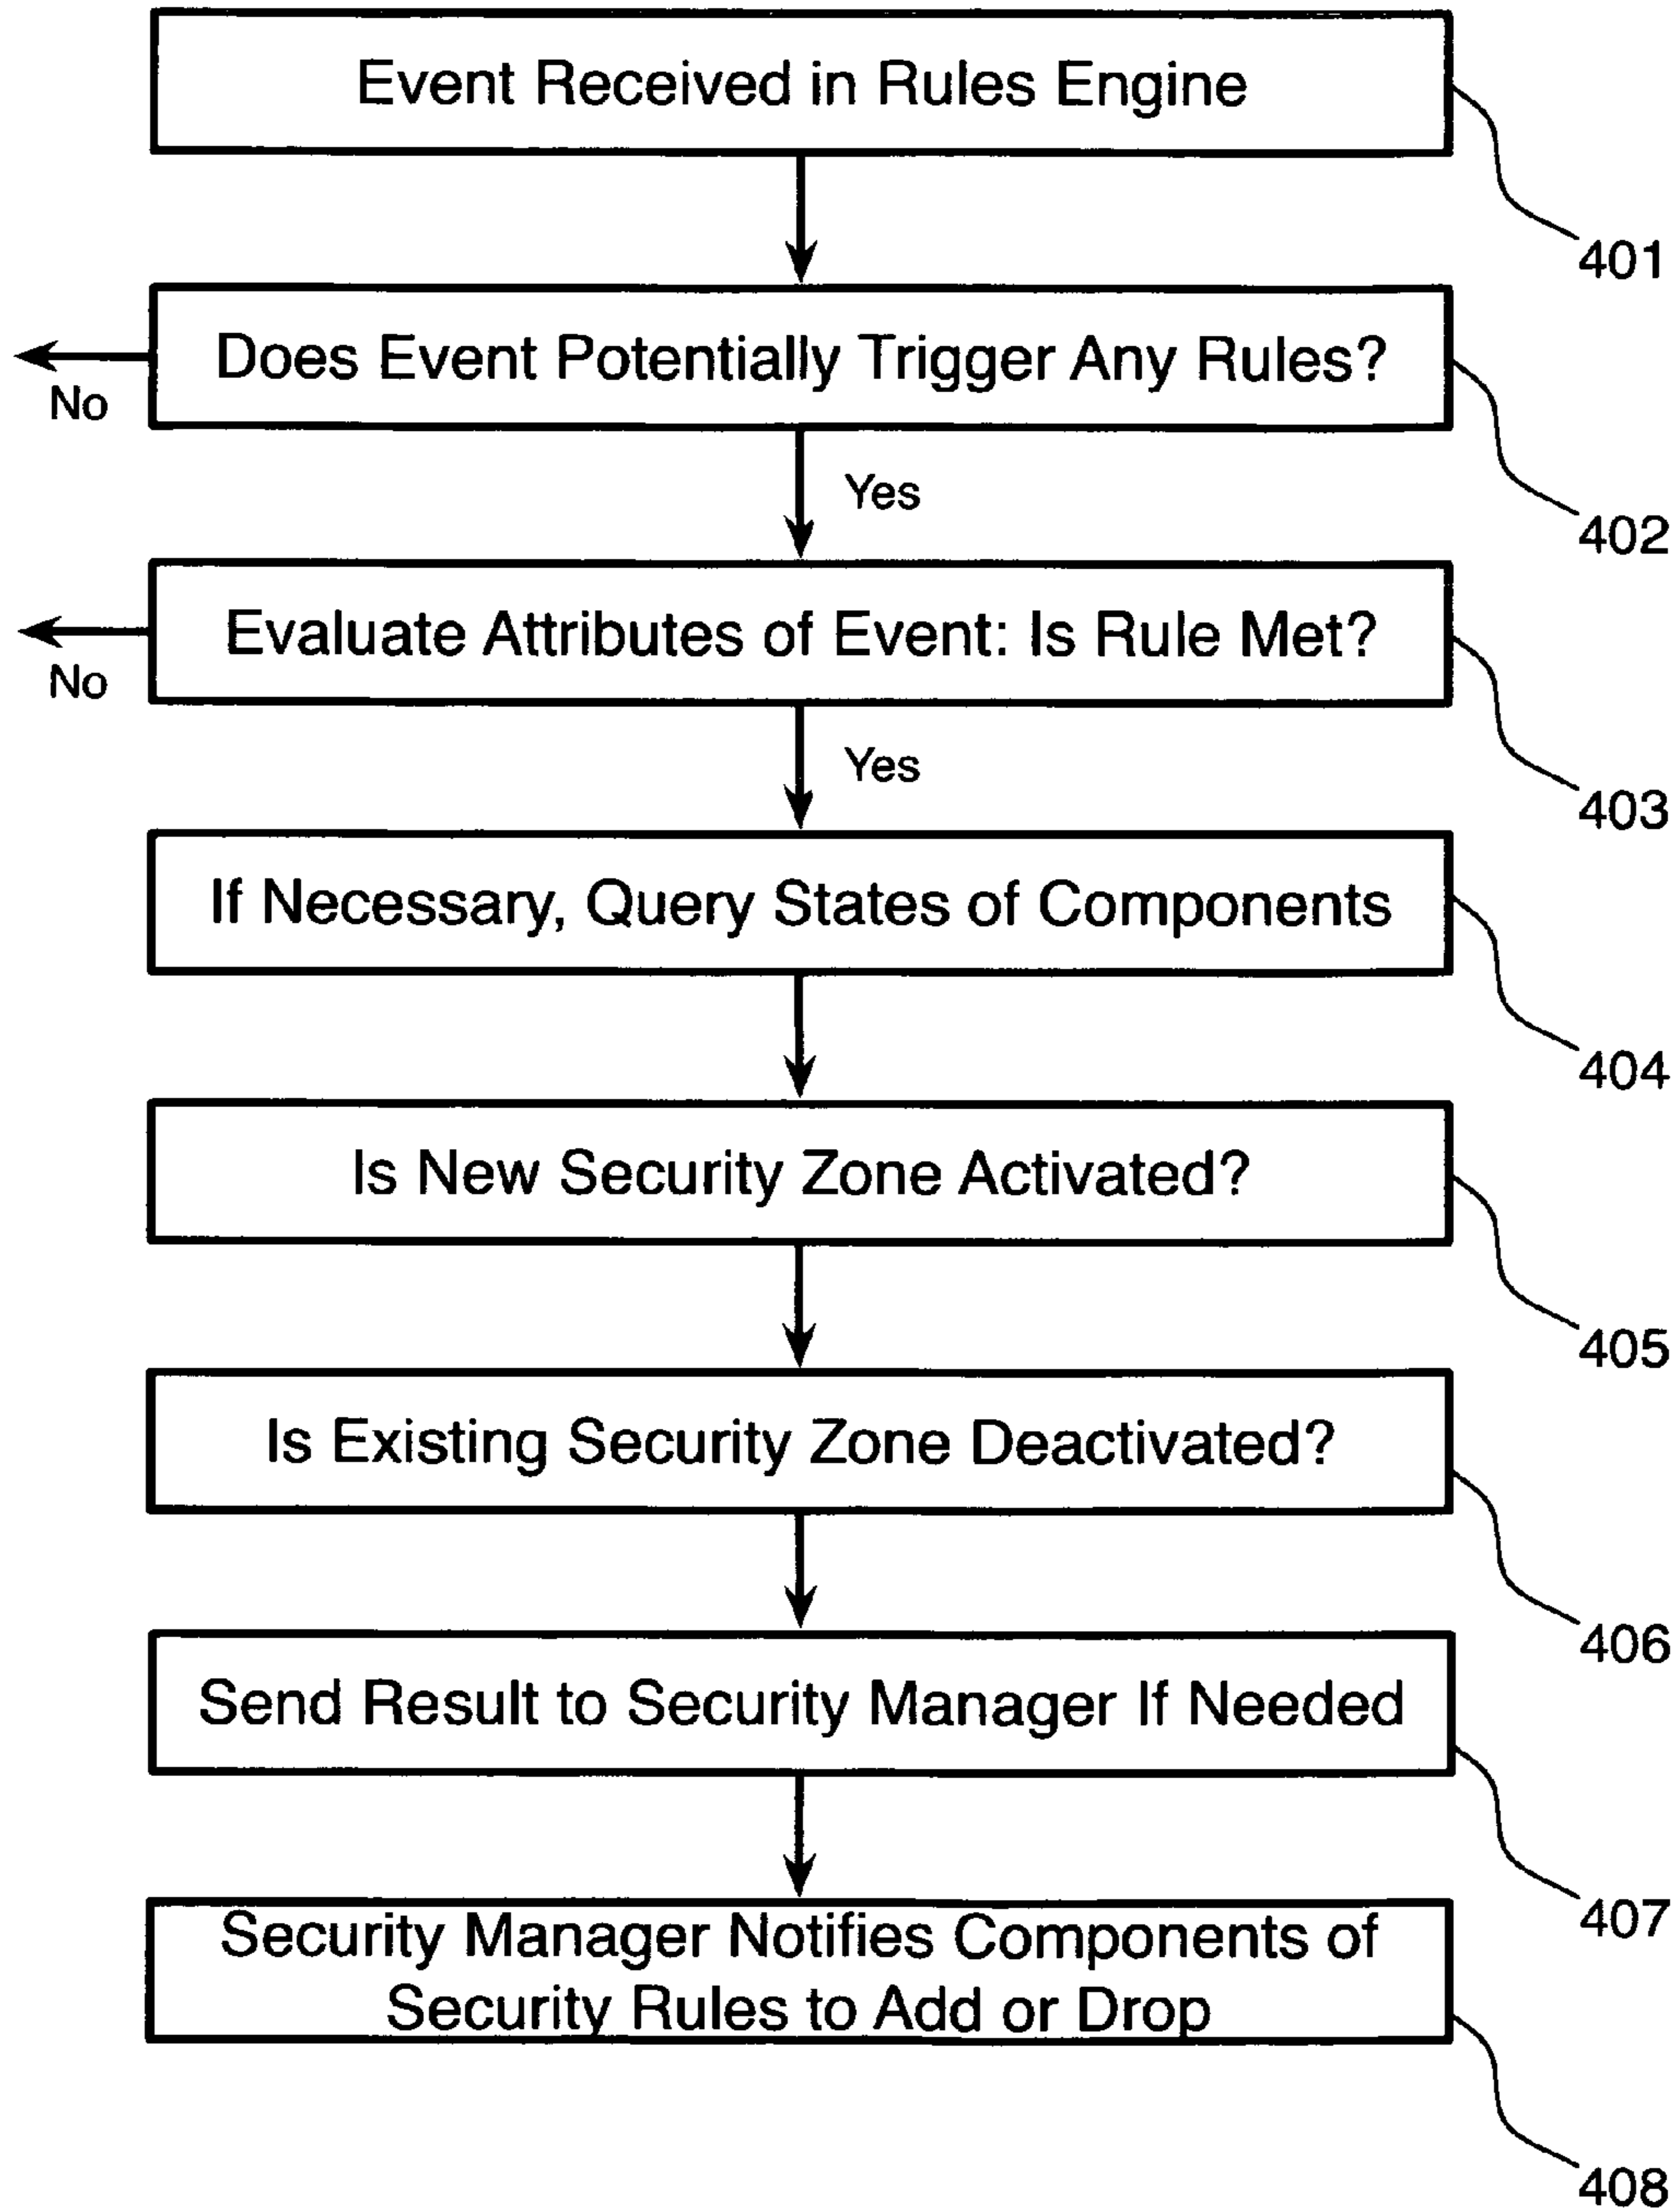 Event Received in Rules Engine
401
Does Event Potentially Trigger Any Rules?
No
402
Yes
Evaluate Attributes of Event: Is Rule Met?
No
403
Yes
If Necessary, Query States of Components
404
Is New Security Zone Activated?
405
Is Existing Security Zone Deactivated?
406
Send Result to Security Manager If Needed
407
Security Manager Notifies Components of
Security Rules to Add or Drop
408